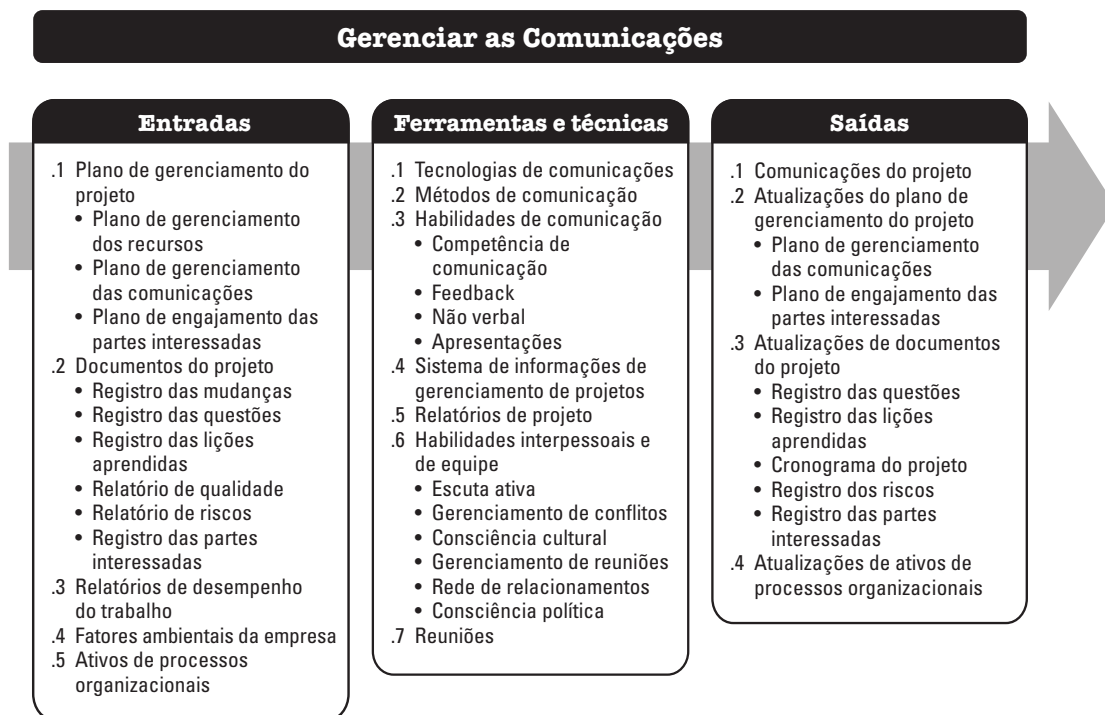 Gerenciar as Comunicações
Entradas
.1 Plano de gerenciamento do
projeto
• Plano de gerenciamento
dos recursos
• Plano de gerenciamento
das comunicações
• Plano de engajamento das
partes interessadas
.2 Documentos do projeto
• Registro das mudanças
• Registro das questões
• Registro das lições
aprendidas
• Relatório de qualidade
• Relatório de riscos
• Registro das partes
interessadas
.3 Relatórios de desempenho
do trabalho
.4 Fatores ambientais da empresa
.5 Ativos de processos
organizacionais
Ferramentas e técnicas
.1 Tecnologias de comunicações
.2 Métodos de comunicação
.3 Habilidades de comunicação
• Competência de
comunicação
• Feedback
• Não verbal
• Apresentações
.4 Sistema de informações de
gerenciamento de projetos
.5 Relatórios de projeto
.6 Habilidades interpessoais e
de equipe
• Escuta ativa
• Gerenciamento de conflitos
• Consciência cultural
• Gerenciamento de reuniões
• Rede de relacionamentos
• Consciência política
.7 Reuniões
Saídas
.1 Comunicações do projeto
.2 Atualizações do plano de
gerenciamento do projeto
• Plano de gerenciamento
das comunicações
• Plano de engajamento das
partes interessadas
.3 Atualizações de documentos
do projeto
• Registro das questões
• Registro das lições
aprendidas
• Cronograma do projeto
• Registro dos riscos
• Registro das partes
interessadas
.4 Atualizações de ativos de
processos organizacionais